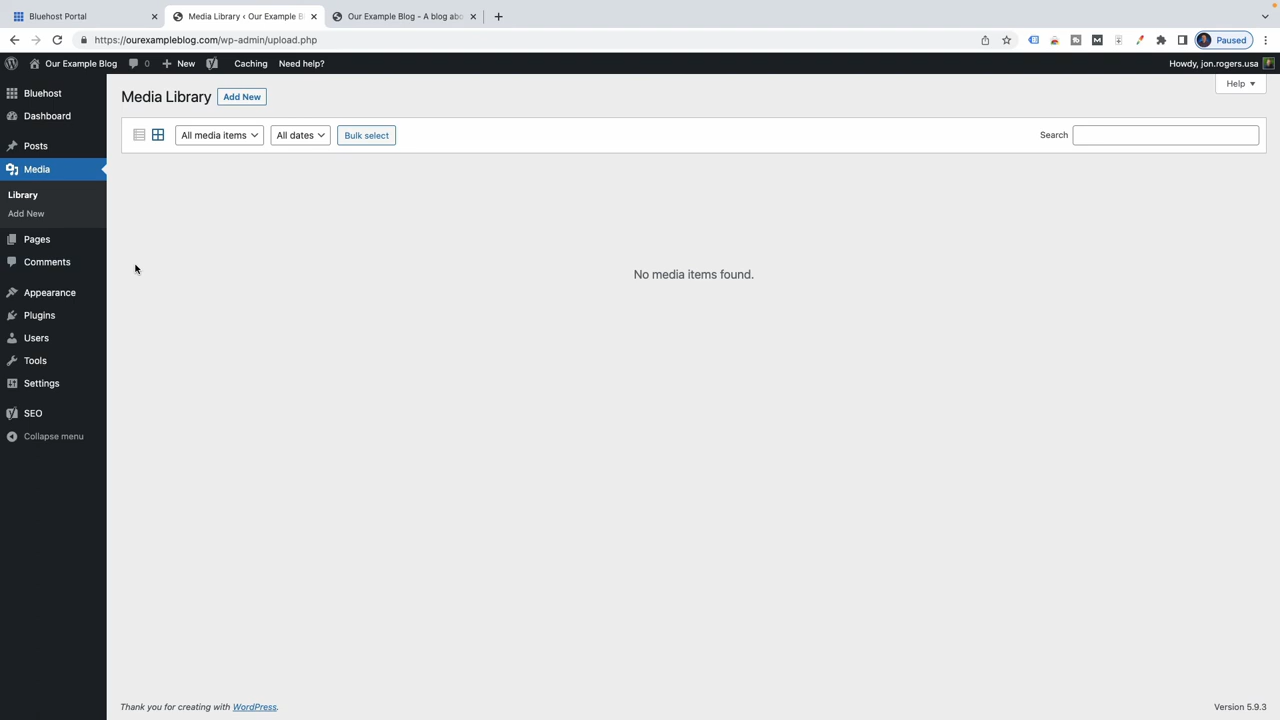 Bluehost Portal
Media Library ‹ Our Example B
Our Example Blog - A blog abo
https://ourexampleblog.com/wp-admin/upload.php
Paused
Our Example Blog
0
New
Caching
Need help?
Howdy, jon.rogers.usa
Bluehost
Dashboard
Posts
Media
Library
Add New
Pages
Comments
Appearance
Plugins
Users
Tools
Settings
SEO
Collapse menu
Help
Media Library
Add New
All media items
All dates
Bulk select
Search
No media items found.
Thank you for creating with WordPress.
Version 5.9.3